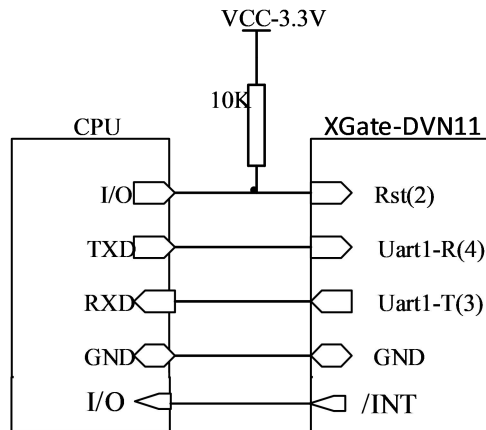 VCC-3.3V
10K
CPU XGate-DVN11
I/O Rst(2)
TXD Uart1-R(4)
RXD Uart1-T(3)
GND GND
I/O /INT